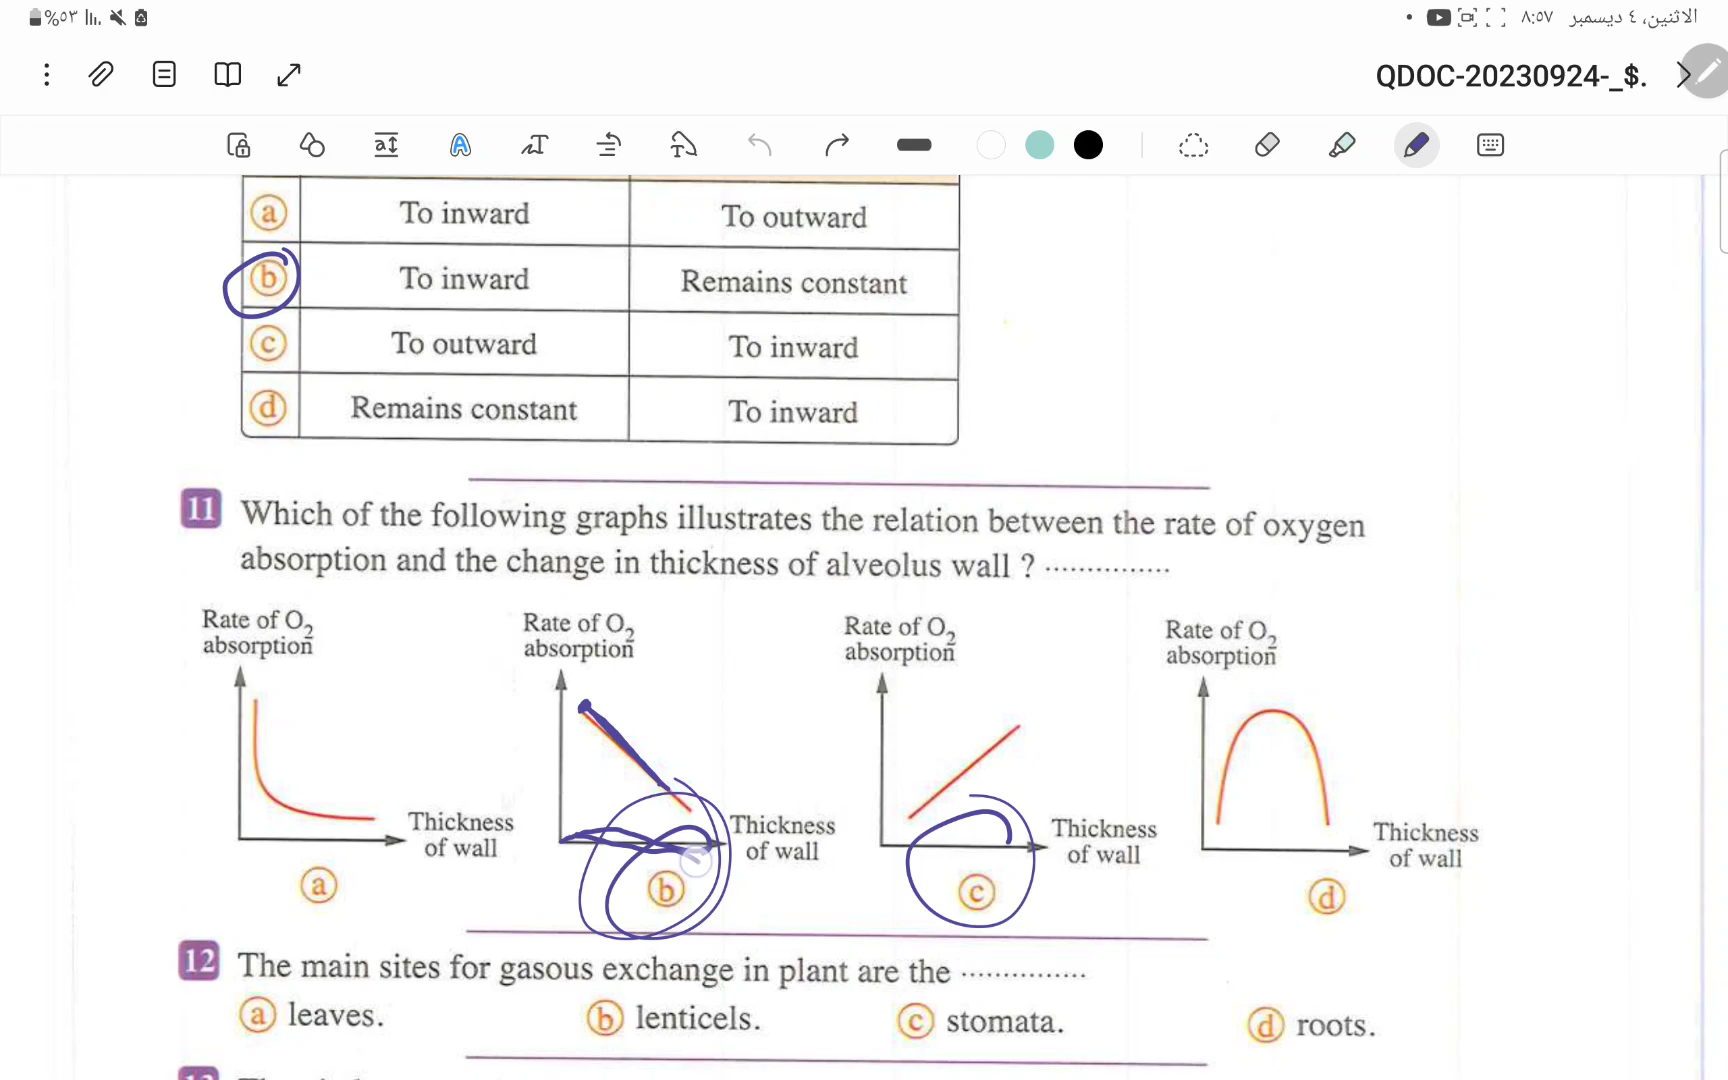 %٥٣
الاثنين، ٤ ديسمبر ٨:٥٧
QDOC-20230924-_$.
a To inward To outward
b To inward Remains constant
c To outward To inward
d Remains constant To inward
11 Which of the following graphs illustrates the relation between the rate of oxygen
absorption and the change in thickness of alveolus wall ? ...............
Rate of O2
absorption
Thickness
of wall
a
Rate of O2
absorption
Thickness
of wall
b
Rate of O2
absorption
Thickness
of wall
c
Rate of O2
absorption
Thickness
of wall
d
12 The main sites for gasous exchange in plant are the ...............
a leaves. b lenticels. c stomata. d roots.